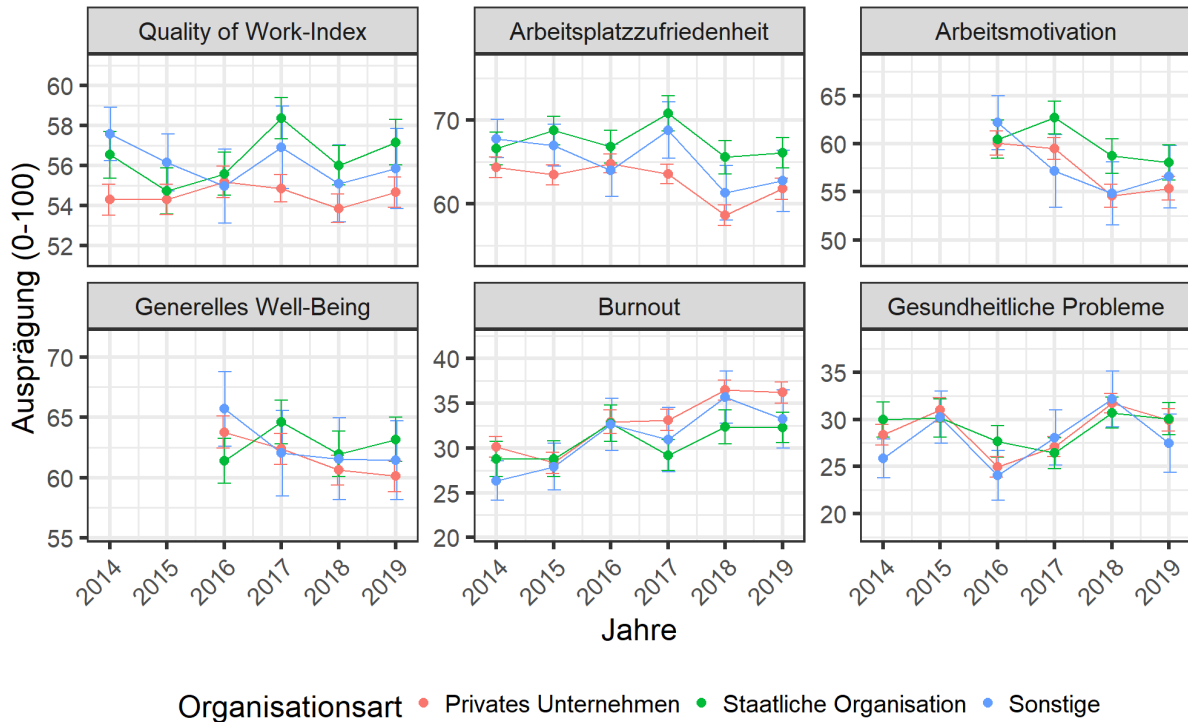 Quality of Work-Index
Arbeitsplatzzufriedenheit
Arbeitsmotivation
60
58
56
54
52
70
60
65
60
55
50
Ausprägung (0-100)
Generelles Well-Being
Burnout
Gesundheitliche Probleme
70
65
60
55
40
35
30
25
20
35
30
25
20
2014 2015 2016 2017 2018 2019
2014 2015 2016 2017 2018 2019
2014 2015 2016 2017 2018 2019
Jahre
Organisationsart Privates Unternehmen Staatliche Organisation Sonstige